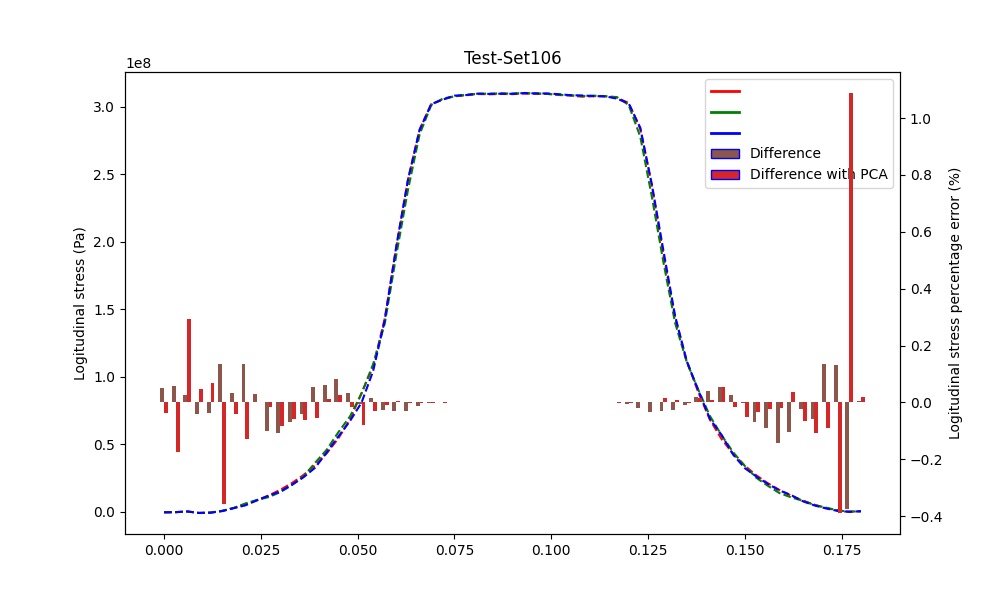 Test-Set106
1e8
3.0
2.5
2.0
1.5
1.0
0.5
0.0
Logitudinal stress (Pa)
Difference
Difference with PCA
1.0
0.8
0.6
0.4
0.2
0.0
−0.2
−0.4
Logitudinal stress percentage error (%)
0.000 0.025 0.050 0.075 0.100 0.125 0.150 0.175